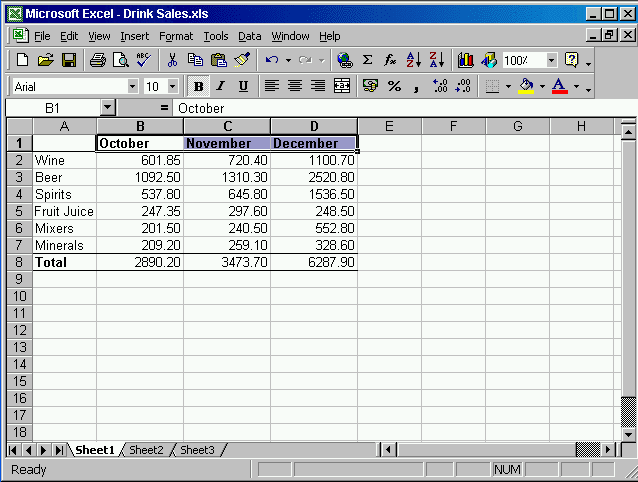 Microsoft Excel - Drink Sales.xls
File Edit View Insert Format Tools Data Window Help
ABC Σ fx A Z Z A 100% ?
Arial 10 B I U % , .00 .00 A
B1 = October
A B C D E F G H
1 October November December
2 Wine 601.85 720.40 1100.70
3 Beer 1092.50 1310.30 2520.80
4 Spirits 537.80 645.80 1536.50
5 Fruit Juice 247.35 297.60 248.50
6 Mixers 201.50 240.50 552.80
7 Minerals 209.20 259.10 328.60
8 Total 2890.20 3473.70 6287.90
9
10
11
12
13
14
15
16
17
18
Sheet1 Sheet2 Sheet3
Ready NUM